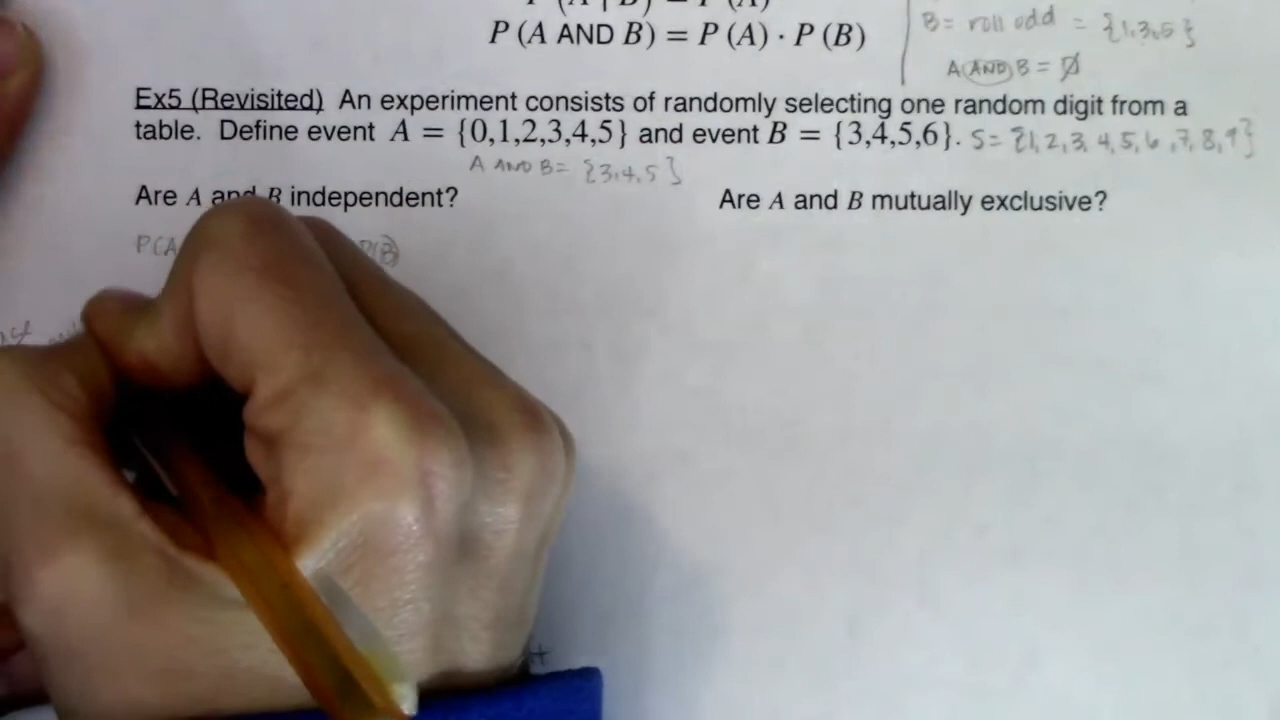 P (A AND B) = P (A) · P (B)
B = roll odd = {1,3,5}
A AND B = ∅
Ex5 (Revisited) An experiment consists of randomly selecting one random digit from a
table. Define event A = {0,1,2,3,4,5} and event B = {3,4,5,6}. S = {1, 2, 3, 4, 5, 6, 7, 8, 9}
A AND B = {3,4,5}
Are A and B independent?
Are A and B mutually exclusive?
P(A
P(B)